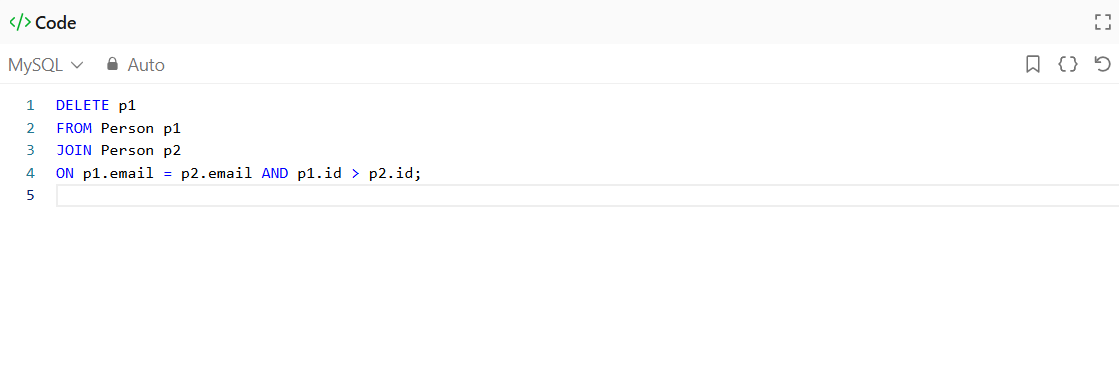 </> Code
MySQL Auto {}
1 DELETE p1
2 FROM Person p1
3 JOIN Person p2
4 ON p1.email = p2.email AND p1.id > p2.id;
5